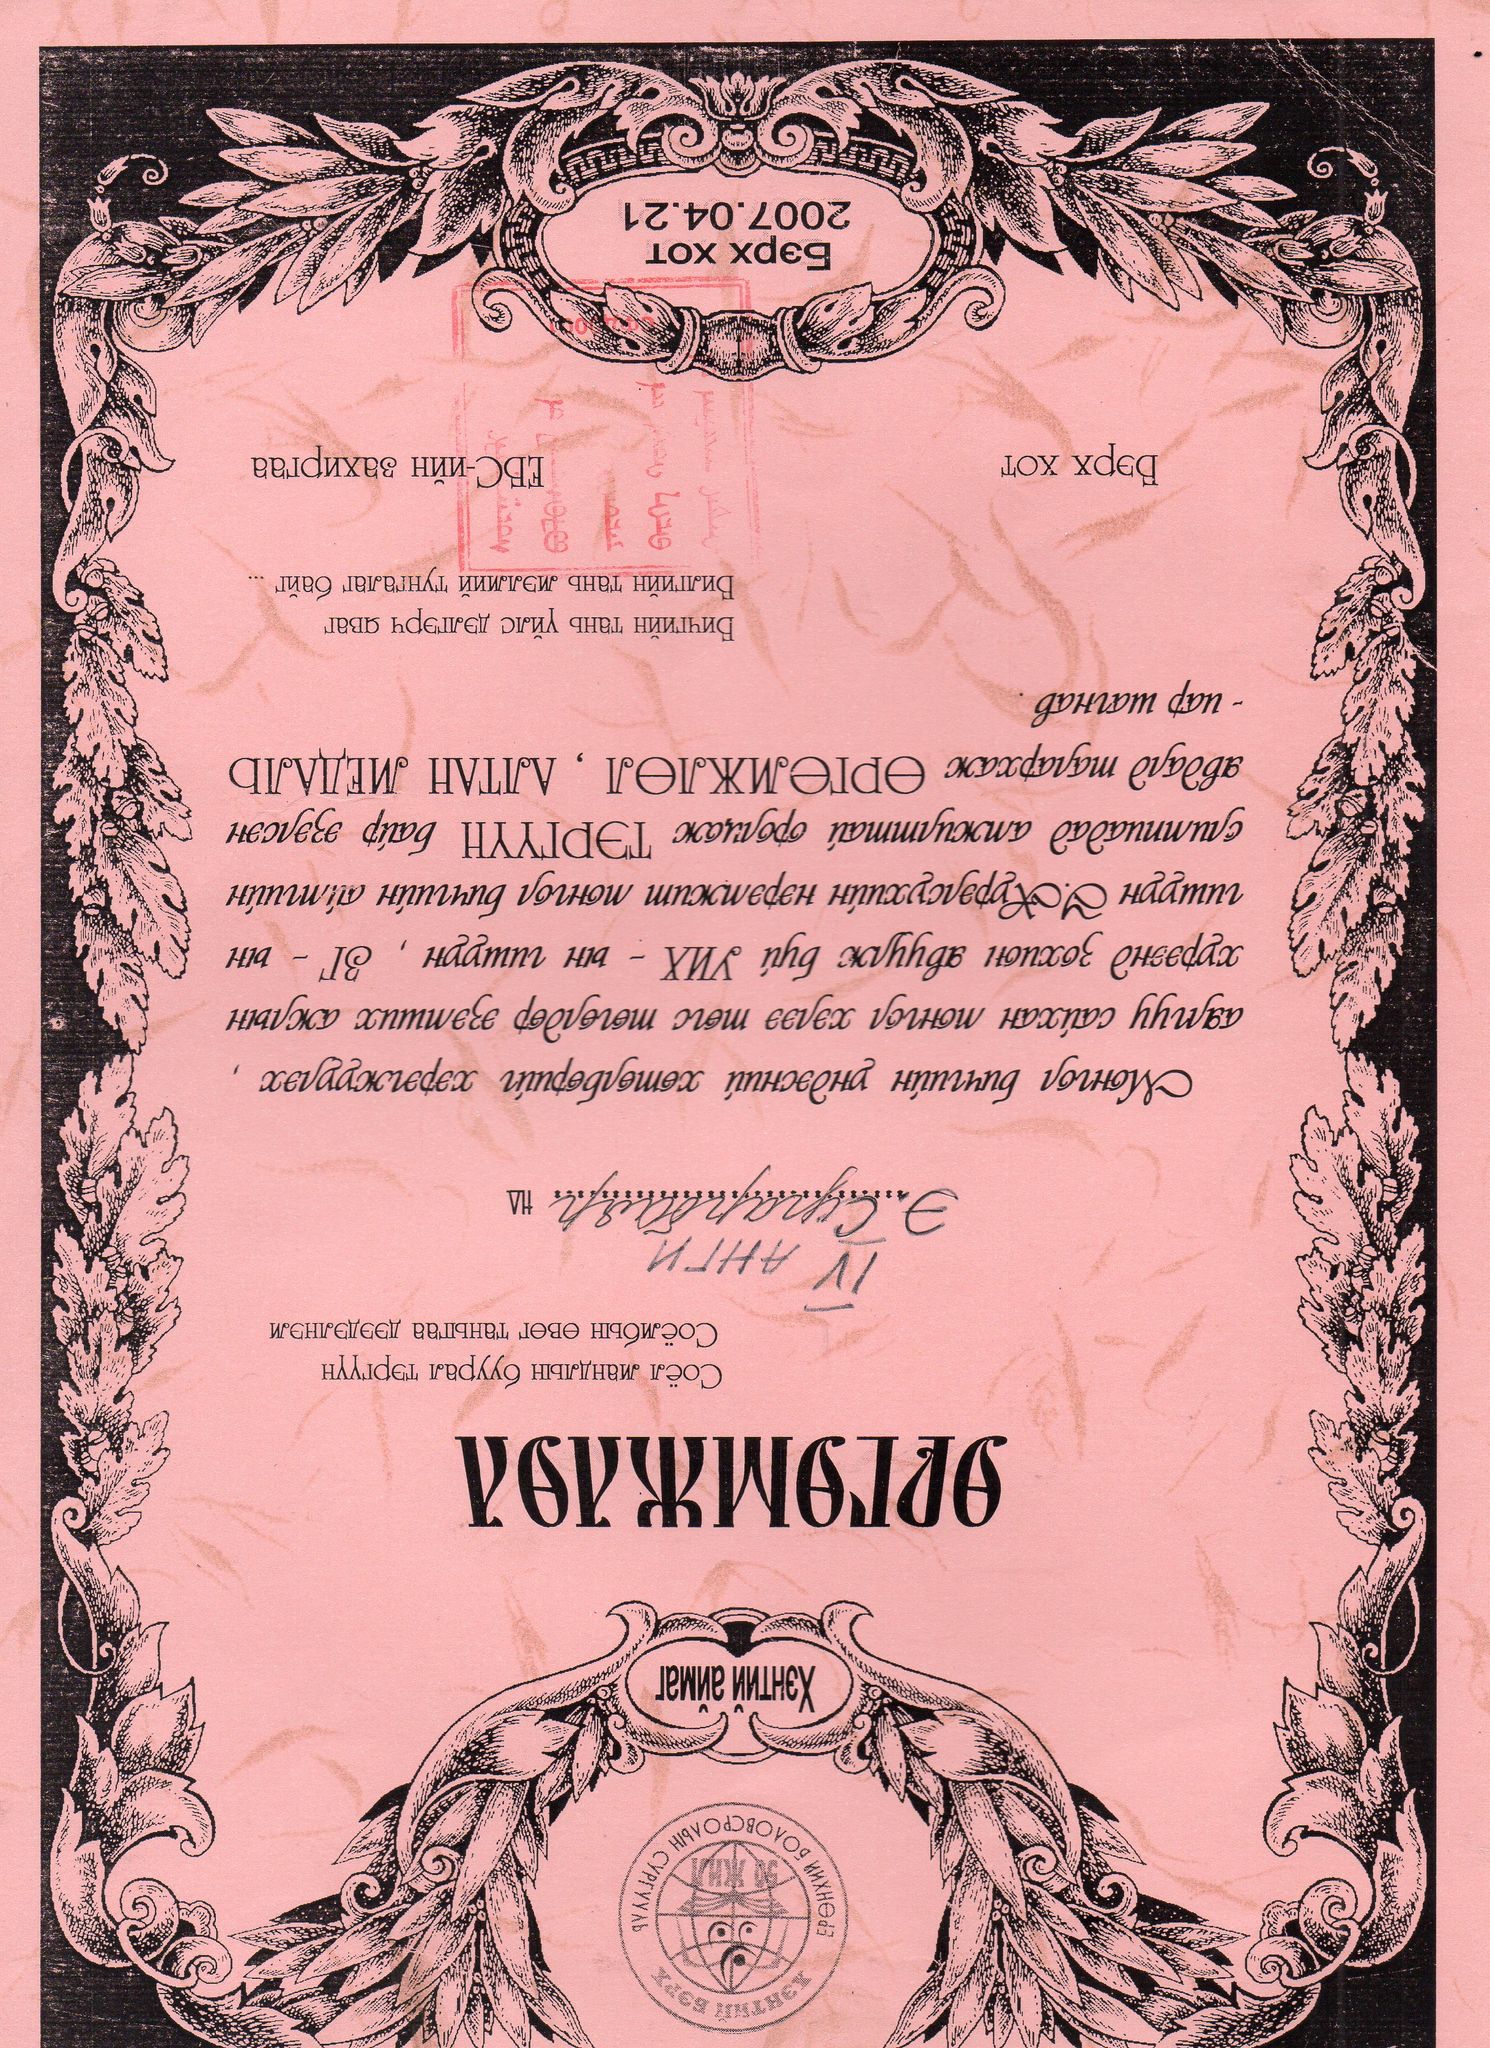 ХЭНТИЙ БЭРХ
50 ЖИЛ
ЕРӨНХИЙ БОЛОВСРОЛЫН СУРГУУЛЬ
Хэнтий аймаг
ӨРГӨМЖЛӨЛ
Соёл мандлын буурал тэргүүн
Соёмбын өвөг таныгаа дээдэлнэм
IV АНГИ
Э. Сугарбаяр НД
Монгол бичгийн үндэсний хөтөлбөрийг хэрэгжүүлэх ,
аялгуу сайхан монгол хэлээ төгс төгөлдөр эзэмших ажлын
хүрээнд зохион явуулж буй УИХ - ын гишүүн , ЗГ - ын
гишүүн У.Хүрэлсүхийн нэрэмжит монгол бичгийн аймгийн
олимпиадад амжилттай оролцож ТЭРГҮҮН байр эзэлсэн
явдалд талархаж ӨРГӨМЖЛӨЛ , АЛТАН МЕДАЛЬ
- иар шагнав .
Бичгийн тань үйлс дэлгэрч яваг
Билгийн тань мэлмий тунгалаг байг ...
Бэрх хот ЕБС-ийн захиргаа
Бэрх хот
2007.04.21